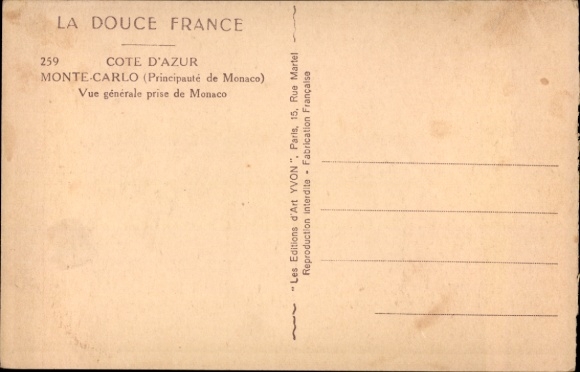 LA DOUCE FRANCE
259 COTE D'AZUR
MONTE-CARLO (Principauté de Monaco)
Vue générale prise de Monaco
"Les Editions d'Art YVON", Paris, 15, Rue Martel
Reproduction interdite - Fabrication Française